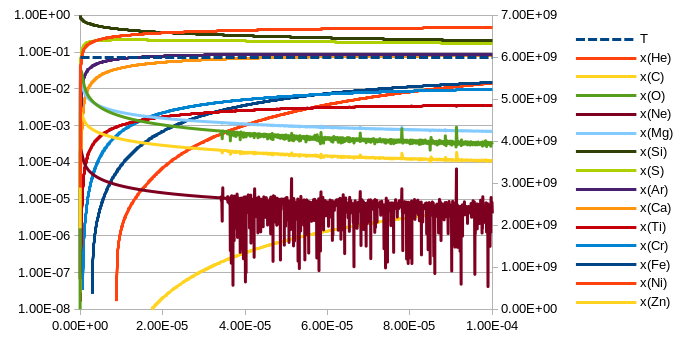 1.00E+00
1.00E-01
1.00E-02
1.00E-03
1.00E-04
1.00E-05
1.00E-06
1.00E-07
1.00E-08
0.00E+00 2.00E-05 4.00E-05 6.00E-05 8.00E-05 1.00E-04
7.00E+09
6.00E+09
5.00E+09
4.00E+09
3.00E+09
2.00E+09
1.00E+09
0.00E+00
T
x(He)
x(C)
x(O)
x(Ne)
x(Mg)
x(Si)
x(S)
x(Ar)
x(Ca)
x(Ti)
x(Cr)
x(Fe)
x(Ni)
x(Zn)